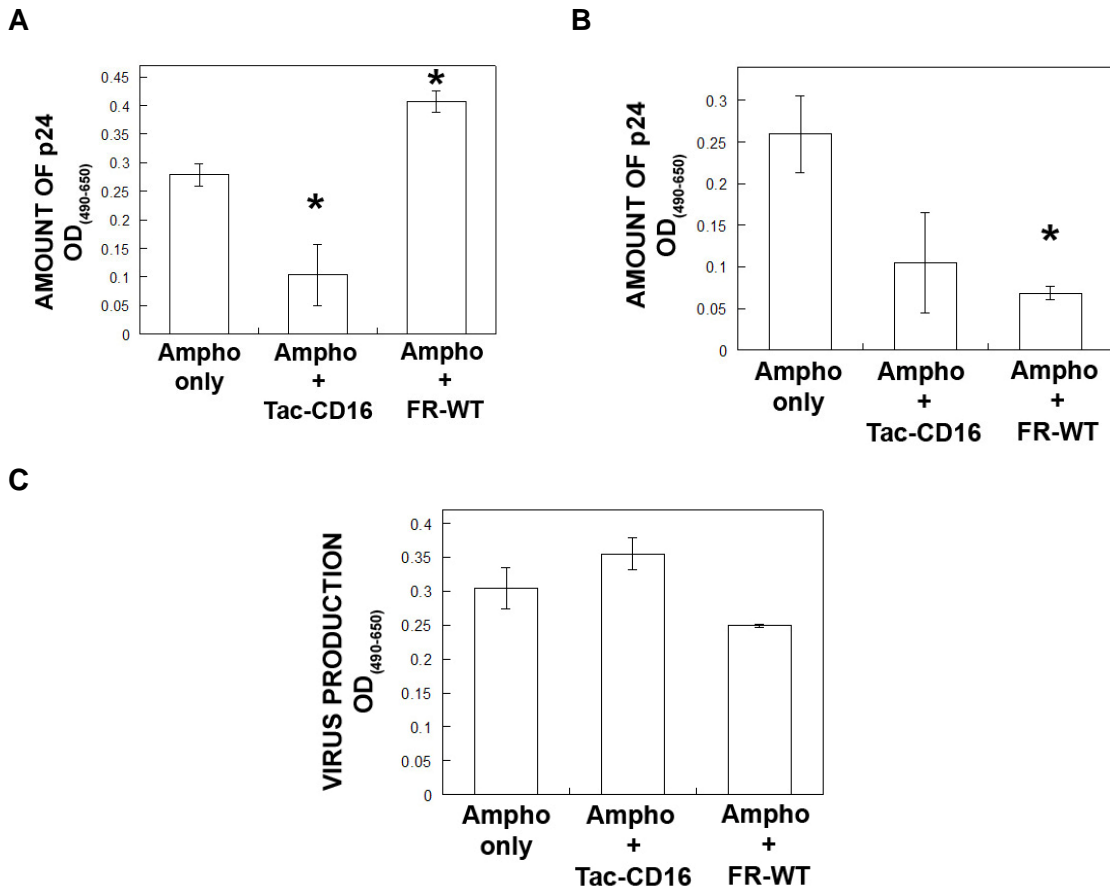 A
AMOUNT OF p24
OD(490-650)
0.45
0.4
0.35
0.3
0.25
0.2
0.15
0.1
0.05
0
*
*
Ampho
only
Ampho
+
Tac-CD16
Ampho
+
FR-WT
B
AMOUNT OF p24
OD(490-650)
0.3
0.25
0.2
0.15
0.1
0.05
0
*
Ampho
only
Ampho
+
Tac-CD16
Ampho
+
FR-WT
C
VIRUS PRODUCTION
OD(490-650)
0.4
0.35
0.3
0.25
0.2
0.15
0.1
0.05
0
Ampho
only
Ampho
+
Tac-CD16
Ampho
+
FR-WT